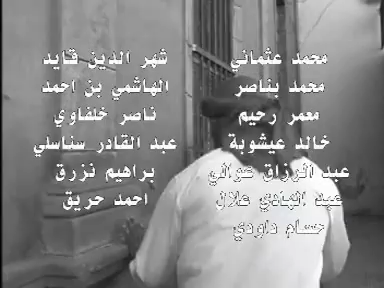 محمد عثماني
محمد بناصر
معمر رحيم
خالد عيشوبة
عبد الرزاق
عبد الهادي علال
حسام داودي
شهر الدين قايد
الهاشمي بن احمد
ناصر خلفاوي
عبد القادر سناسلي
براهيم نزرق
احمد حريق